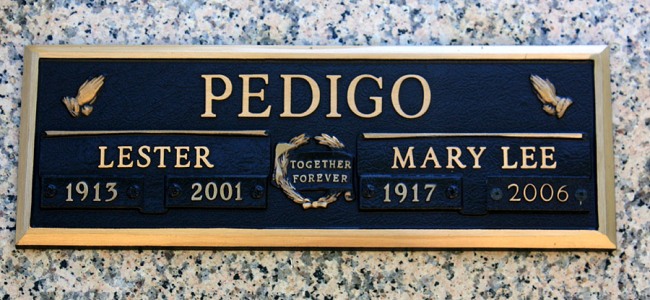 PEDIGO
LESTER
1913 2001
TOGETHER
FOREVER
MARY LEE
1917 2006